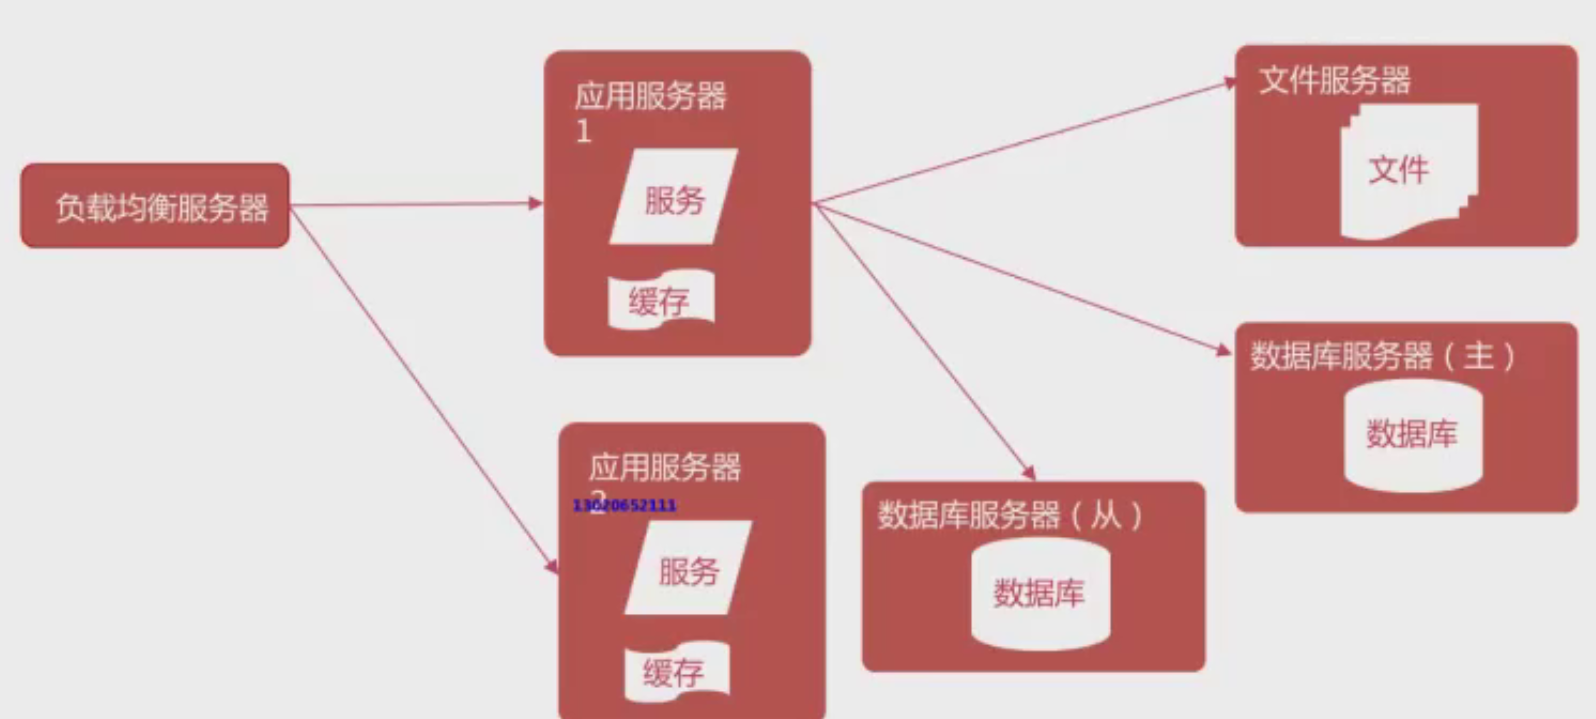 负载均衡服务器
应用服务器
1
服务
缓存
文件服务器
文件
数据库服务器（主）
数据库
应用服务器
2
13020652111
服务
缓存
数据库服务器（从）
数据库